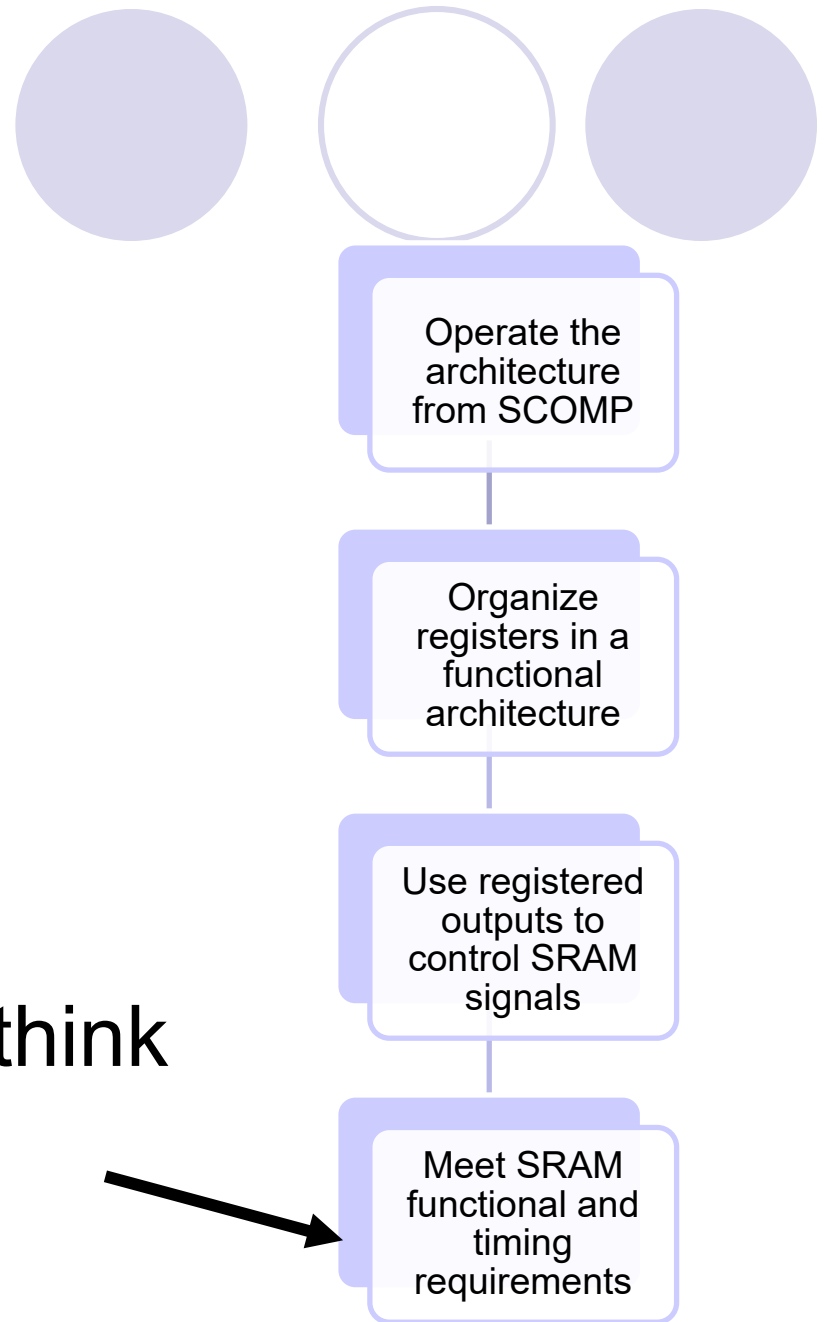 Operate the
architecture
from SCOMP
Organize
registers in a
functional
architecture
Use registered
outputs to
control SRAM
signals
think
Meet SRAM
functional and
timing
requirements